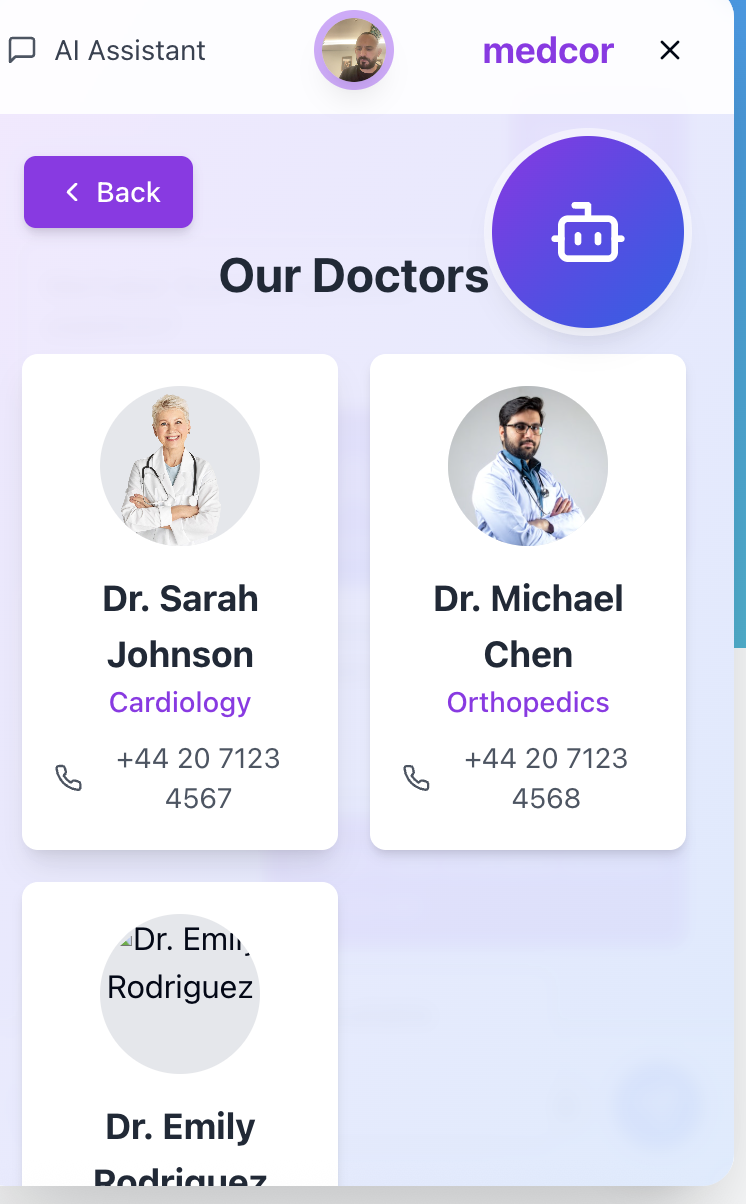 AI Assistant
medcor
Back
Our Doctors
Dr. Sarah
Johnson
Cardiology
+44 20 7123
4567
Dr. Michael
Chen
Orthopedics
+44 20 7123
4568
Dr. Emily
Rodriguez
Dr. Emily
Rodriguez